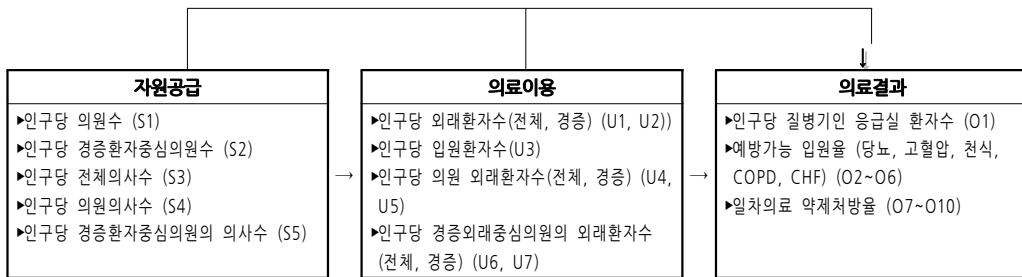 자원공급
▶인구당 의원수 (S1)
▶인구당 경증환자중심의원수 (S2)
▶인구당 전체의사수 (S3)
▶인구당 의원의사수 (S4)
▶인구당 경증환자중심의원의 의사수 (S5)
→
의료이용
▶인구당 외래환자수(전체, 경증) (U1, U2))
▶인구당 입원환자수(U3)
▶인구당 의원 외래환자수(전체, 경증) (U4,
U5)
▶인구당 경증외래중심의원의 외래환자수
(전체, 경증) (U6, U7)
→
의료결과
▶인구당 질병기인 응급실 환자수 (O1)
▶예방가능 입원율 (당뇨, 고혈압, 천식,
COPD, CHF) (O2~O6)
▶일차의료 약제처방율 (O7~O10)